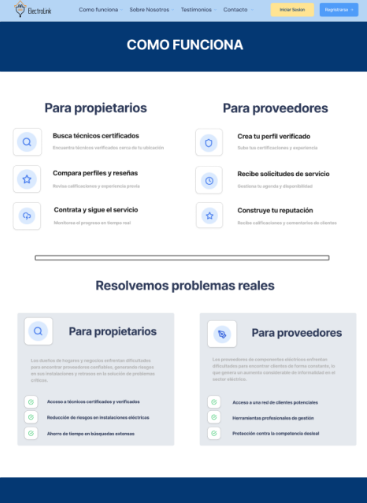 ElectroLink
Como funciona
Sobre Nosotros
Testimonios
Contacto
Iniciar Sesion
Registrarse
COMO FUNCIONA
Para propietarios
Busca técnicos certificados
Encuentra técnicos verificados cerca de tu ubicación
Compara perfiles y reseñas
Revisa calificaciones y experiencia previa
Contrata y sigue el servicio
Monitorea el progreso en tiempo real
Para proveedores
Crea tu perfil verificado
Sube tus certificaciones y experiencia
Recibe solicitudes de servicio
Gestiona tu agenda y disponibilidad
Construye tu reputación
Recibe calificaciones y comentarios de clientes
Resolvemos problemas reales
Para propietarios
Los dueños de hogares y negocios enfrentan dificultades
para encontrar proveedores confiables, generando riesgos
en sus instalaciones y retrasos en la solución de problemas
críticos.
Acceso a técnicos certificados y verificados
Reducción de riesgos en instalaciones eléctricas
Ahorro de tiempo en búsquedas extensas
Para proveedores
Los proveedores de componentes eléctricos enfrentan
dificultades para encontrar clientes de forma constante, lo
que genera un aumento considerable de informalidad en el
sector eléctrico.
Acceso a una red de clientes potenciales
Herramientas profesionales de gestión
Protección contra la competencia desleal